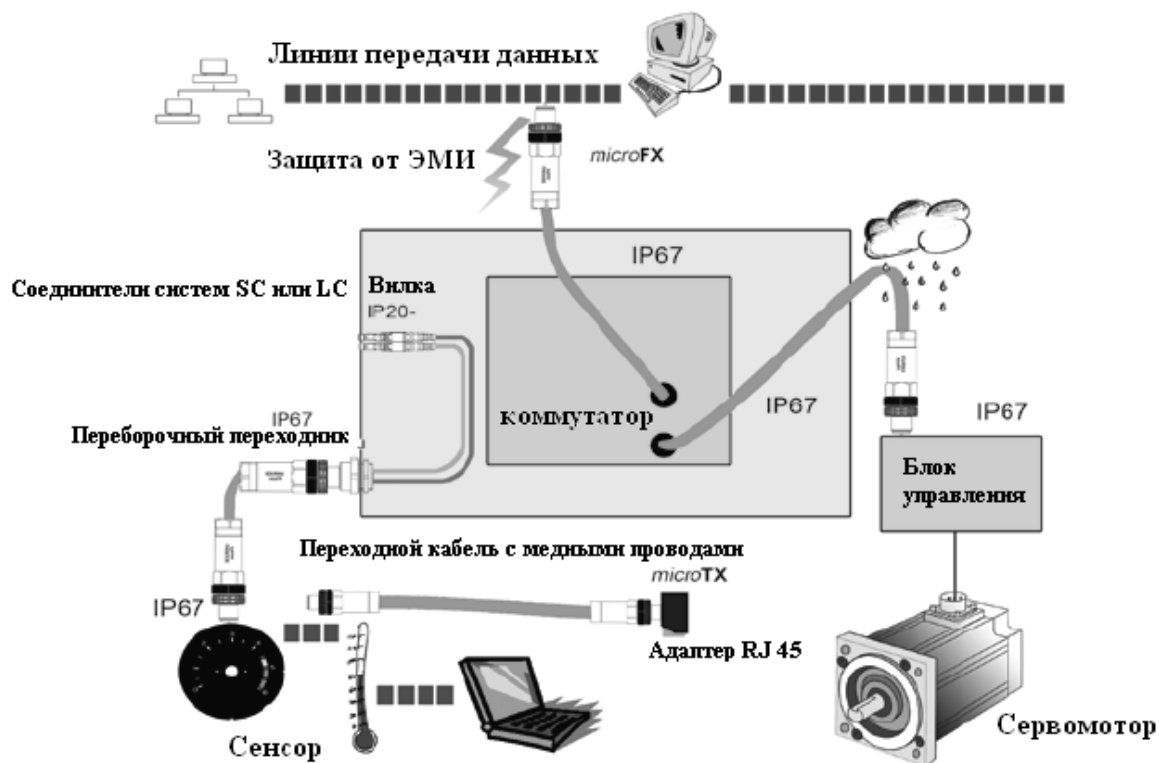 Линии передачи данных
Защита от ЭМИ
microFX
IP67
Соединители систем SC или LC
Вилка
IP20-
коммутатор
IP67
IP67
IP67
Переборочный переходник
Блок
управления
Переходной кабель с медными проводами
microTX
IP67
Адаптер RJ 45
Сенсор
Сервомотор